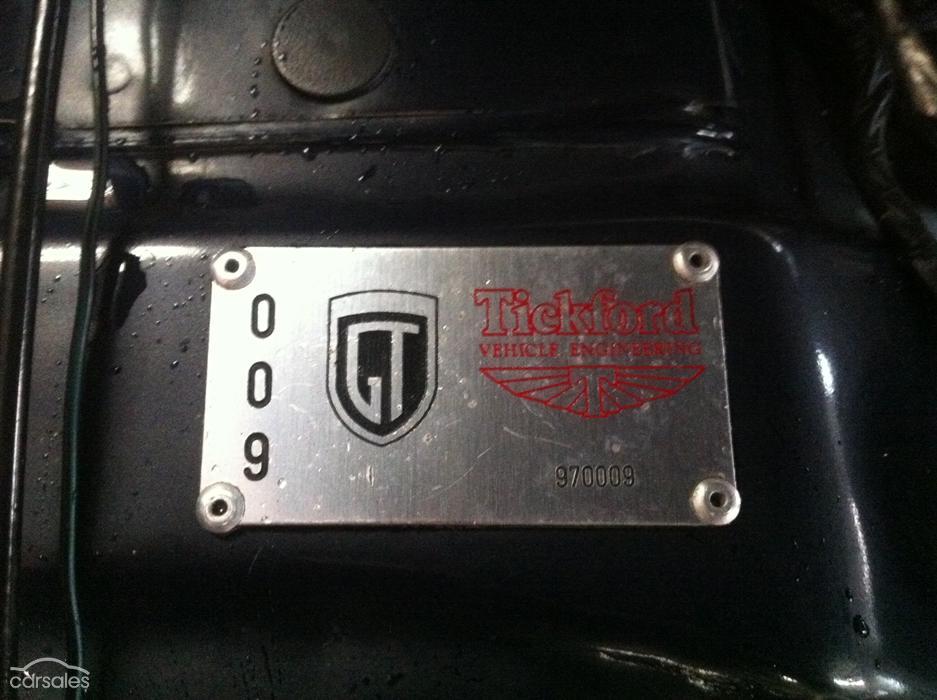 0
0
9
GT
Tickford
VEHICLE ENGINEERING
T
970009
carsales